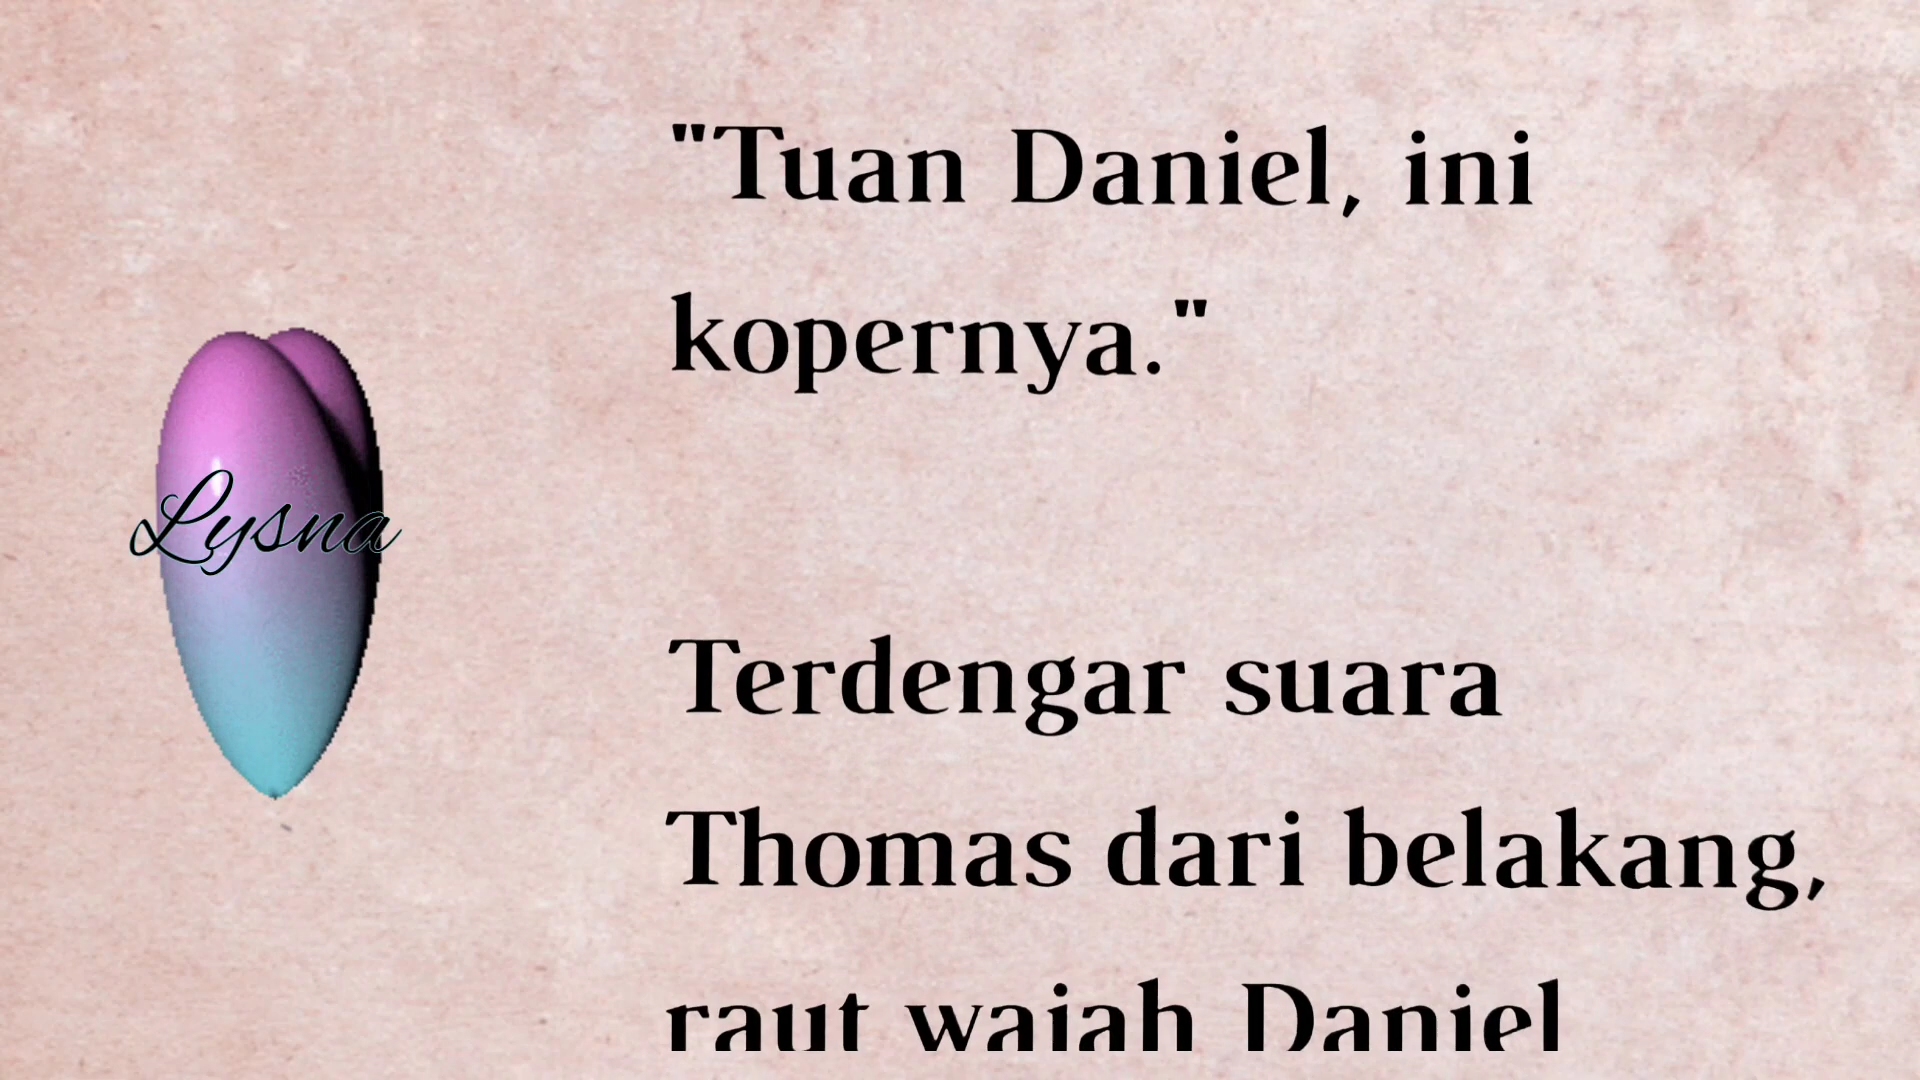 "Tuan Daniel, ini
kopernya."
Lysna
Terdengar suara
Thomas dari belakang,
raut wajah Daniel